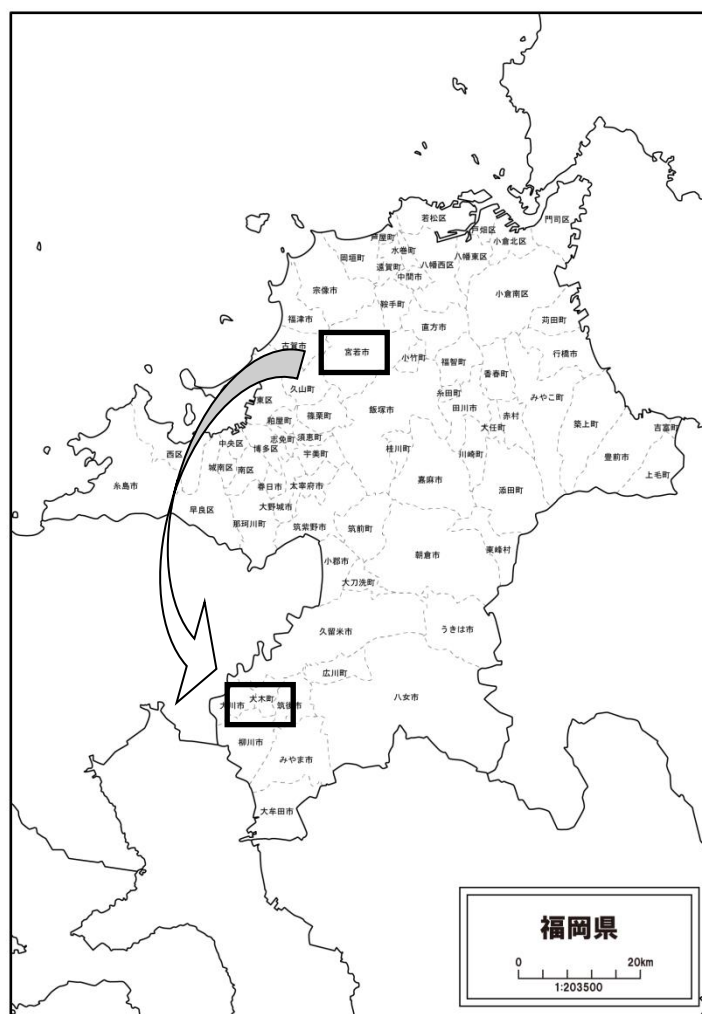 若松区
門司区
芦屋町
戸畑区
水巻町
小倉北区
岡垣町
遠賀町
八幡西区
八幡東区
中間市
宗像市
小倉南区
鞍手町
福津市
直方市
苅田町
古賀市
宮若市
小竹町
福智町
行橋市
香春町
久山町
糸田町
みやこ町
東区
飯塚市
田川市
赤村
粕屋町
篠栗町
大任町
築上町
吉富町
中央区
志免町
須恵町
西区
博多区
宇美町
桂川町
川崎町
豊前市
城南区
南区
上毛町
糸島市
春日市
太宰府市
嘉麻市
添田町
早良区
大野城市
那珂川町
筑紫野市
筑前町
小郡市
朝倉市
東峰村
大刀洗町
久留米市
うきは市
広川町
大川市
大木町
筑後市
八女市
柳川市
みやま市
大牟田市
福岡県
0 20km
1:203500